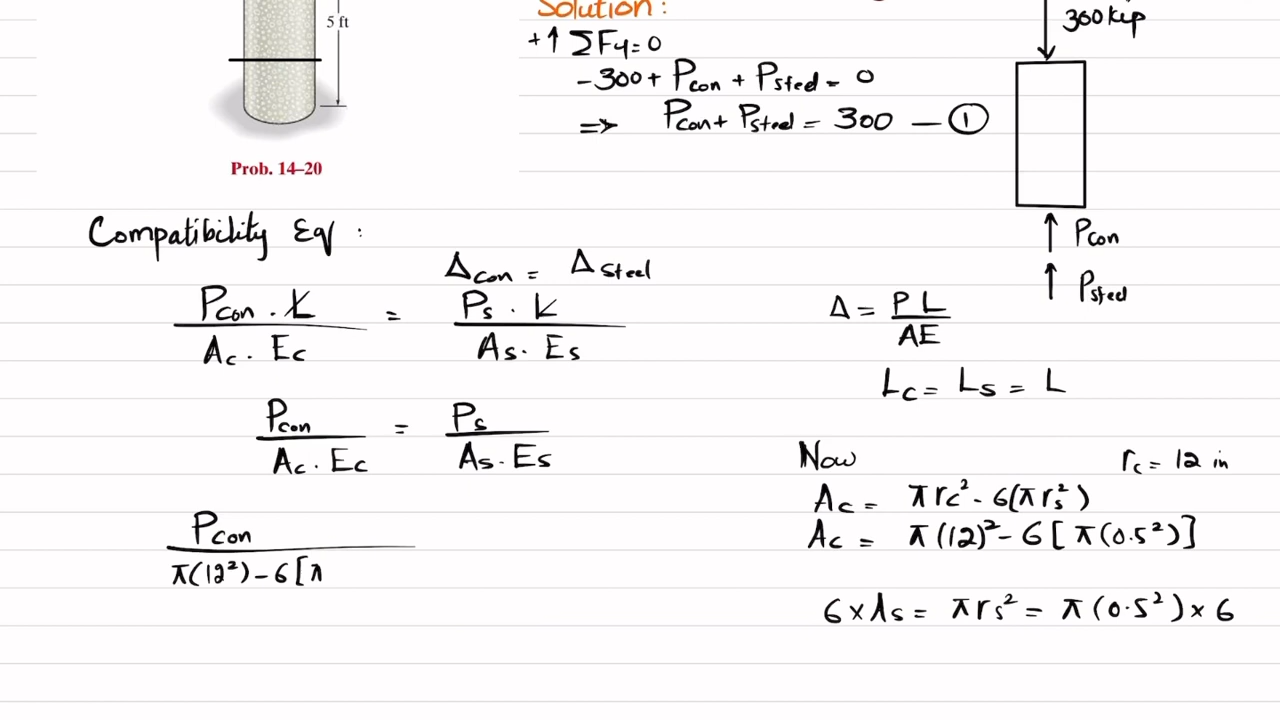 5 ft
Prob. 14–20
Solution:
+↑ ΣFy = 0
-300 + Pcon + Psteel = 0
=> Pcon + Psteel = 300 — ①
300 kip
Pcon
Psteel
Compatibility Eq :
Δcon = Δsteel
Pcon . L / Ac . Ec = Ps . L / As . Es
Pcon / Ac . Ec = Ps / As . Es
Pcon / π(12²) - 6 [π
Δ = PL / AE
Lc = Ls = L
Now rc = 12 in
Ac = πrc² - 6(πrs²)
Ac = π(12)² - 6[π(0.5²)]
6 × As = πrs² = π(0.5²) × 6